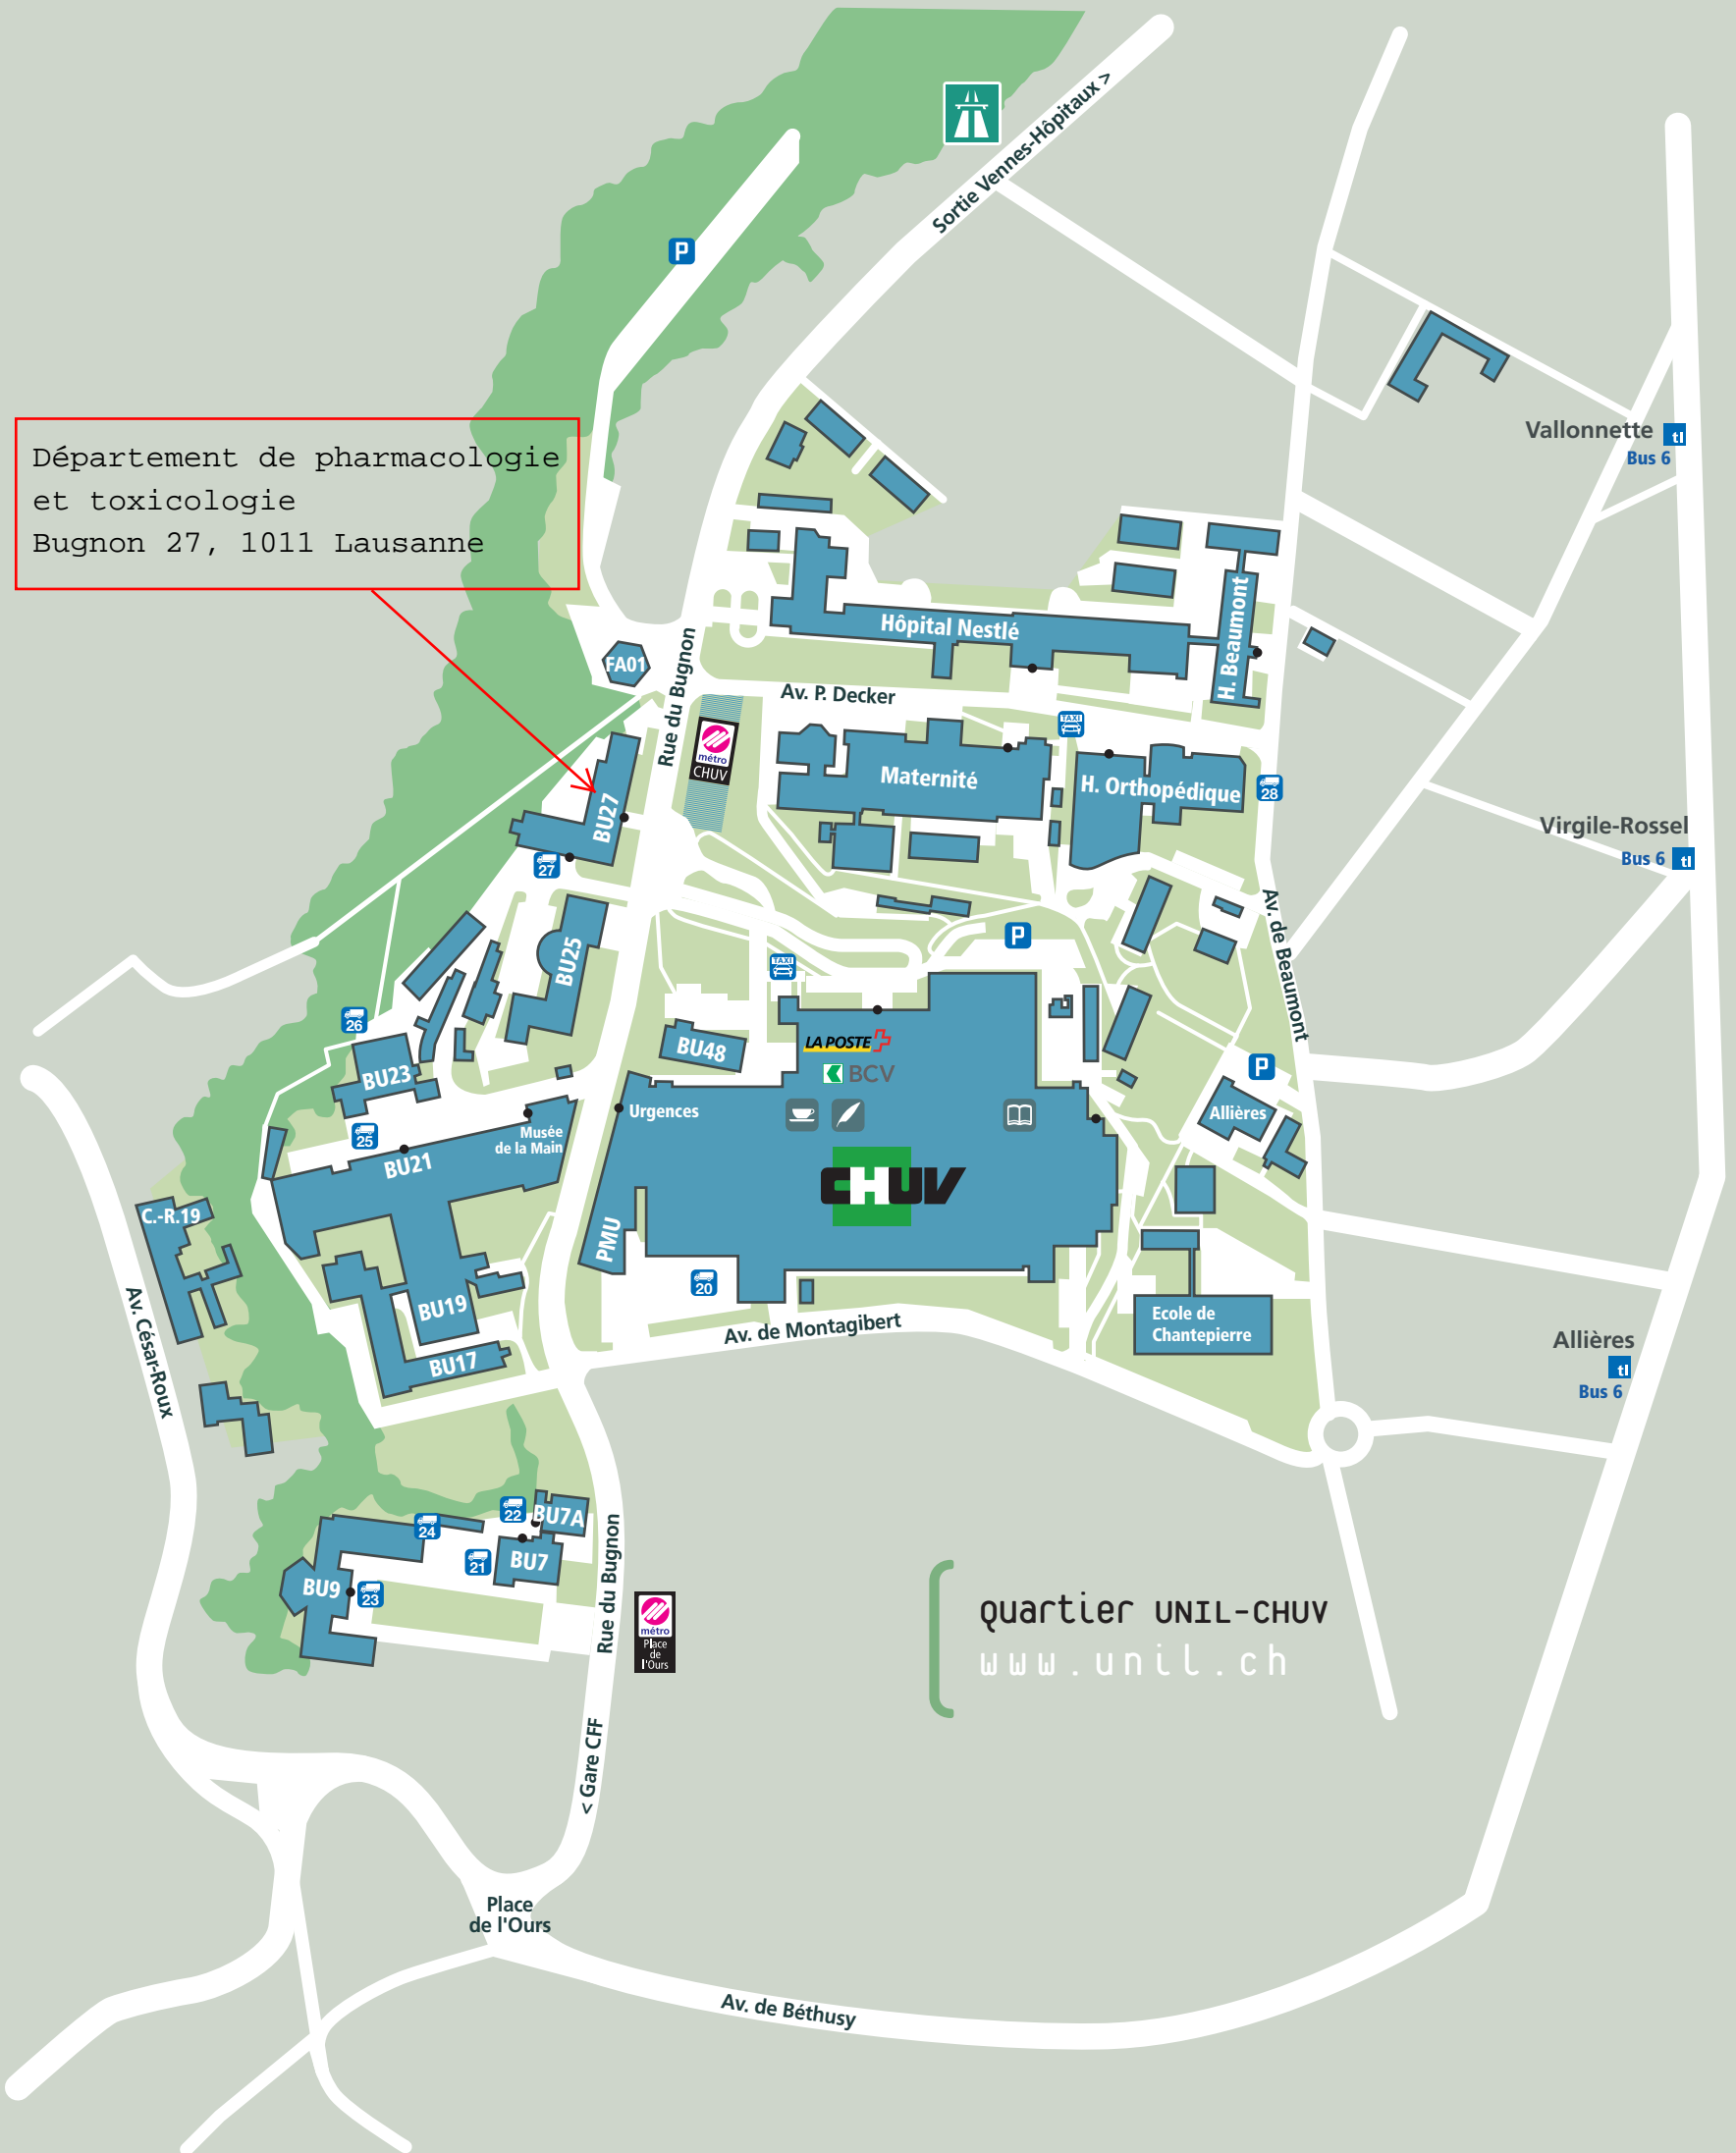 Sortie Vennes-Hôpitaux >
P
Département de pharmacologie
et toxicologie
Bugnon 27, 1011 Lausanne
Vallonnette
tl
Bus 6
Hôpital Nestlé
H. Beaumont
FA01
Rue du Bugnon
Av. P. Decker
métro
CHUV
TAXI
Maternité
H. Orthopédique
28
BU27
27
Virgile-Rossel
Bus 6
tl
Av. de Beaumont
BU25
P
TAXI
26
BU48
LA POSTE
BCV
P
BU23
25
Urgences
Allières
Musée
de la Main
BU21
CHUV
C.-R.19
PMU
20
BU19
Ecole de
Chantepierre
Av. de Montagibert
Av. César-Roux
BU17
Allières
tl
Bus 6
22
BU7A
24
21
BU7
BU9
23
Rue du Bugnon
métro
Place
de
l'Ours
quartier UNIL-CHUV
www.unil.ch
< Gare CFF
Place
de l'Ours
Av. de Béthusy